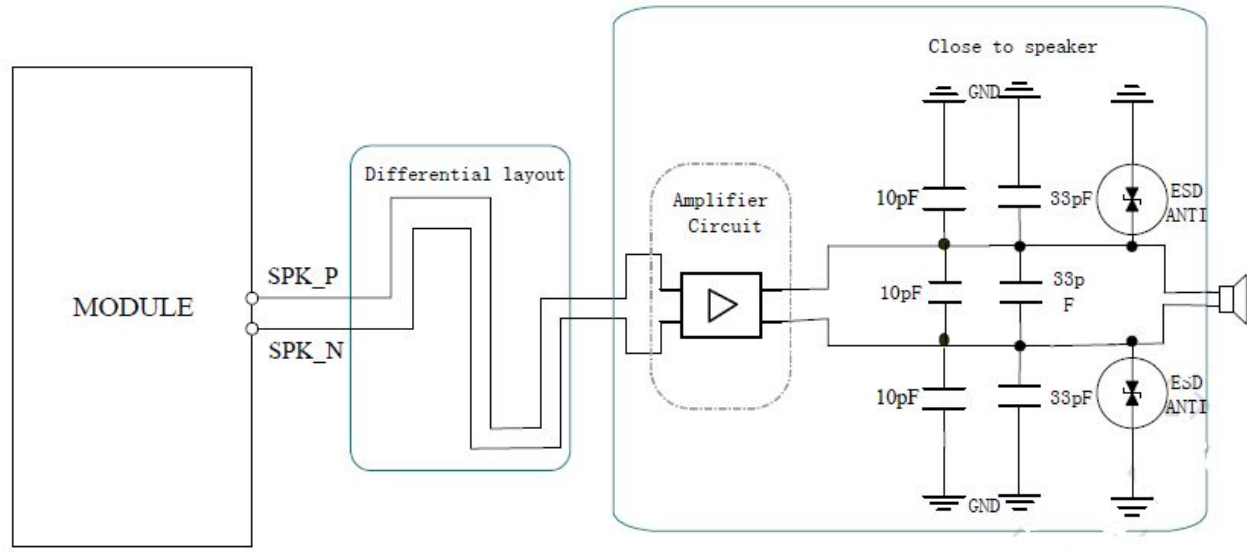 Close to speaker
GND
Differential layout
Amplifier
Circuit
10pF
33pF
ESD
ANTI
SPK_P
MODULE
10pF
33p
F
SPK_N
10pF
33pF
ESD
ANTI
GND